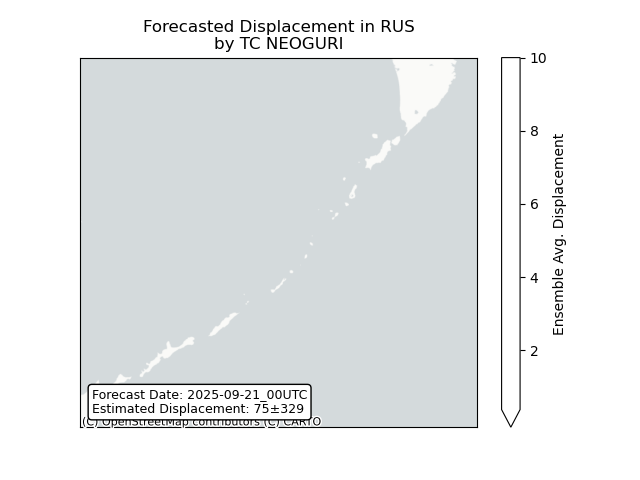 Forecasted Displacement in RUS
by TC NEOGURI
10
8
6
4
2
Ensemble Avg. Displacement
Forecast Date: 2025-09-21_00UTC
Estimated Displacement: 75±329
(C) OpenStreetMap contributors (C) CARTO